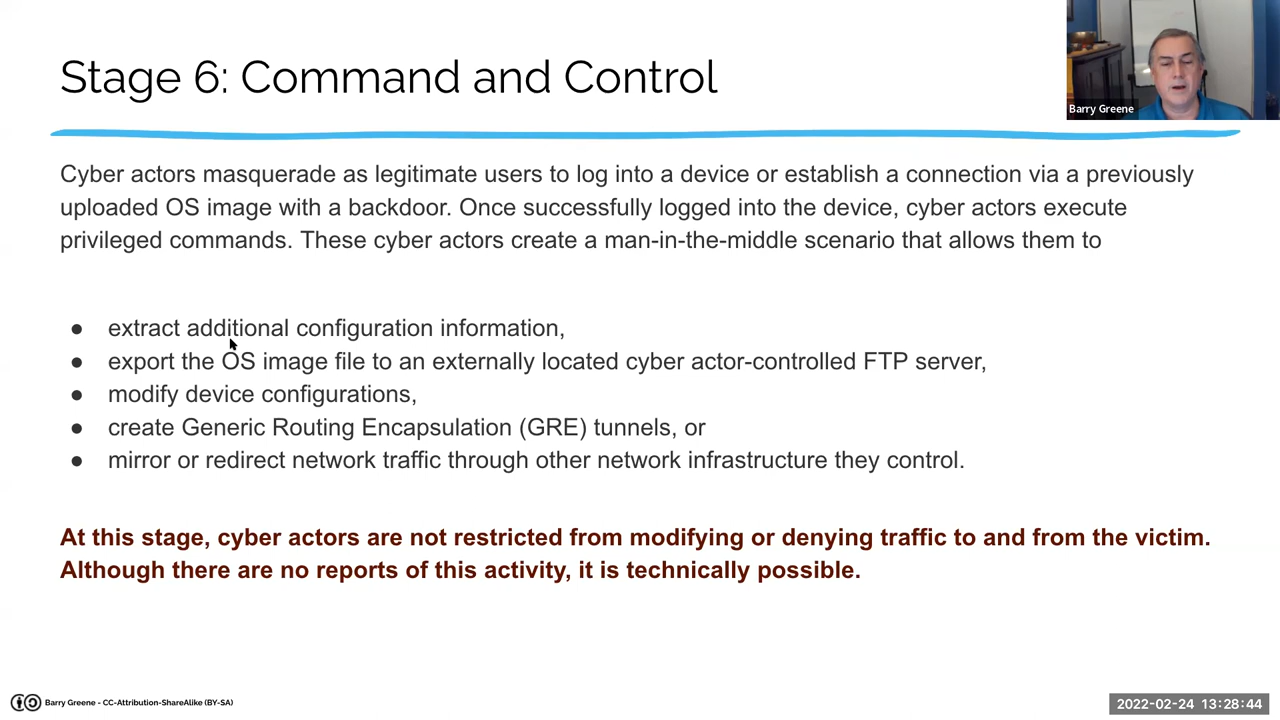 Stage 6: Command and Control
Barry Greene
Cyber actors masquerade as legitimate users to log into a device or establish a connection via a previously
uploaded OS image with a backdoor. Once successfully logged into the device, cyber actors execute
privileged commands. These cyber actors create a man-in-the-middle scenario that allows them to
● extract additional configuration information,
● export the OS image file to an externally located cyber actor-controlled FTP server,
● modify device configurations,
● create Generic Routing Encapsulation (GRE) tunnels, or
● mirror or redirect network traffic through other network infrastructure they control.
At this stage, cyber actors are not restricted from modifying or denying traffic to and from the victim.
Although there are no reports of this activity, it is technically possible.
Barry Greene - CC-Attribution-ShareAlike (BY-SA)
2022-02-24 13:28:44